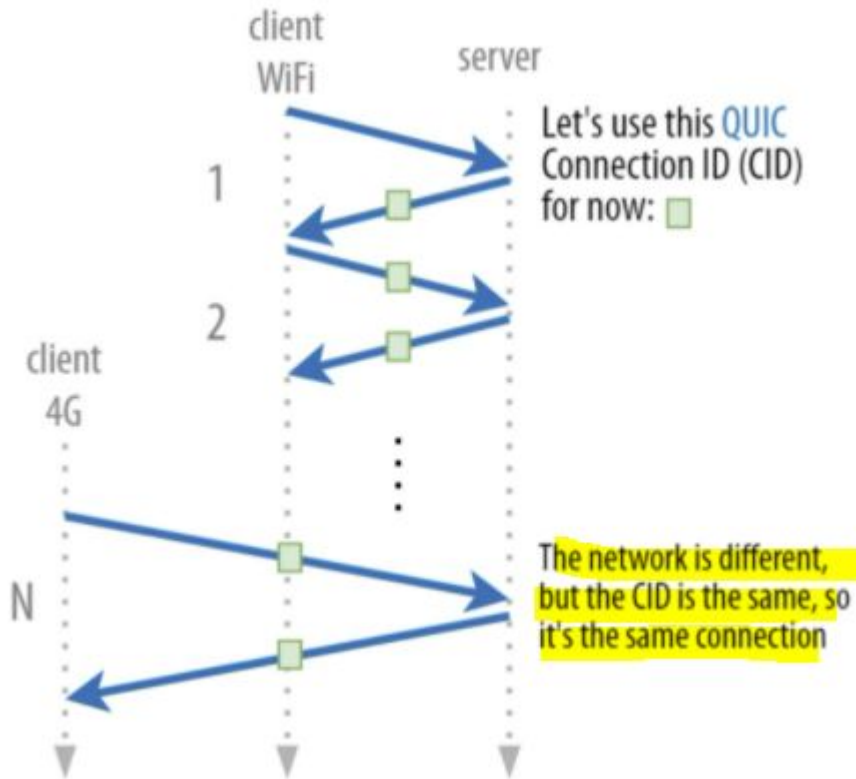 client
WiFi
server
Let's use this QUIC
Connection ID (CID)
for now:
1
2
client
4G
N
The network is different,
but the CID is the same, so
it's the same connection